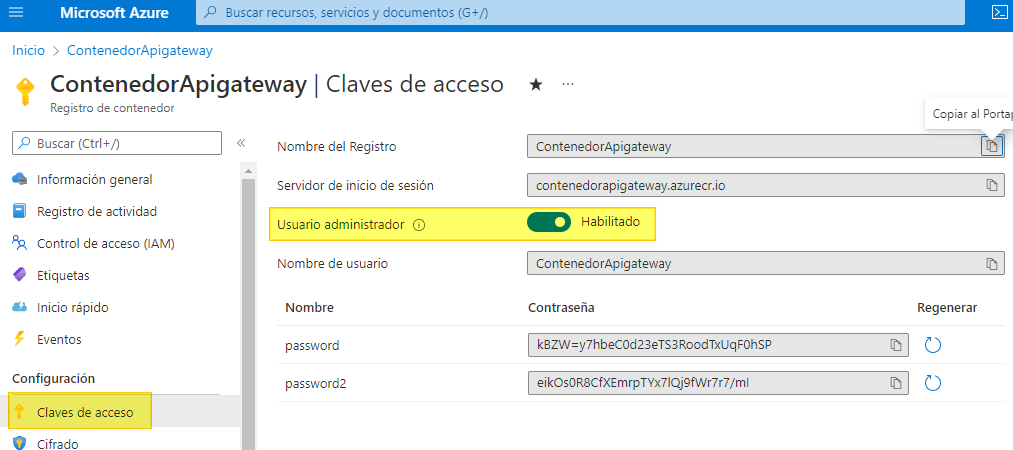 Microsoft Azure
Buscar recursos, servicios y documentos (G+/)
Inicio > ContenedorApigateway
ContenedorApigateway | Claves de acceso
Registro de contenedor
Copiar al Portap
Buscar (Ctrl+/)
Información general
Registro de actividad
Control de acceso (IAM)
Etiquetas
Inicio rápido
Eventos
Configuración
Claves de acceso
Cifrado
Nombre del Registro ContenedorApigateway
Servidor de inicio de sesión contenedorapigateway.azurecr.io
Usuario administrador Habilitado
Nombre de usuario ContenedorApigateway
Nombre Contraseña Regenerar
password kBZW=y7hbeC0d23eTS3RoodTxUqF0hSP
password2 eikOs0R8CfXEmrpTYx7lQj9fWr7r7/mI